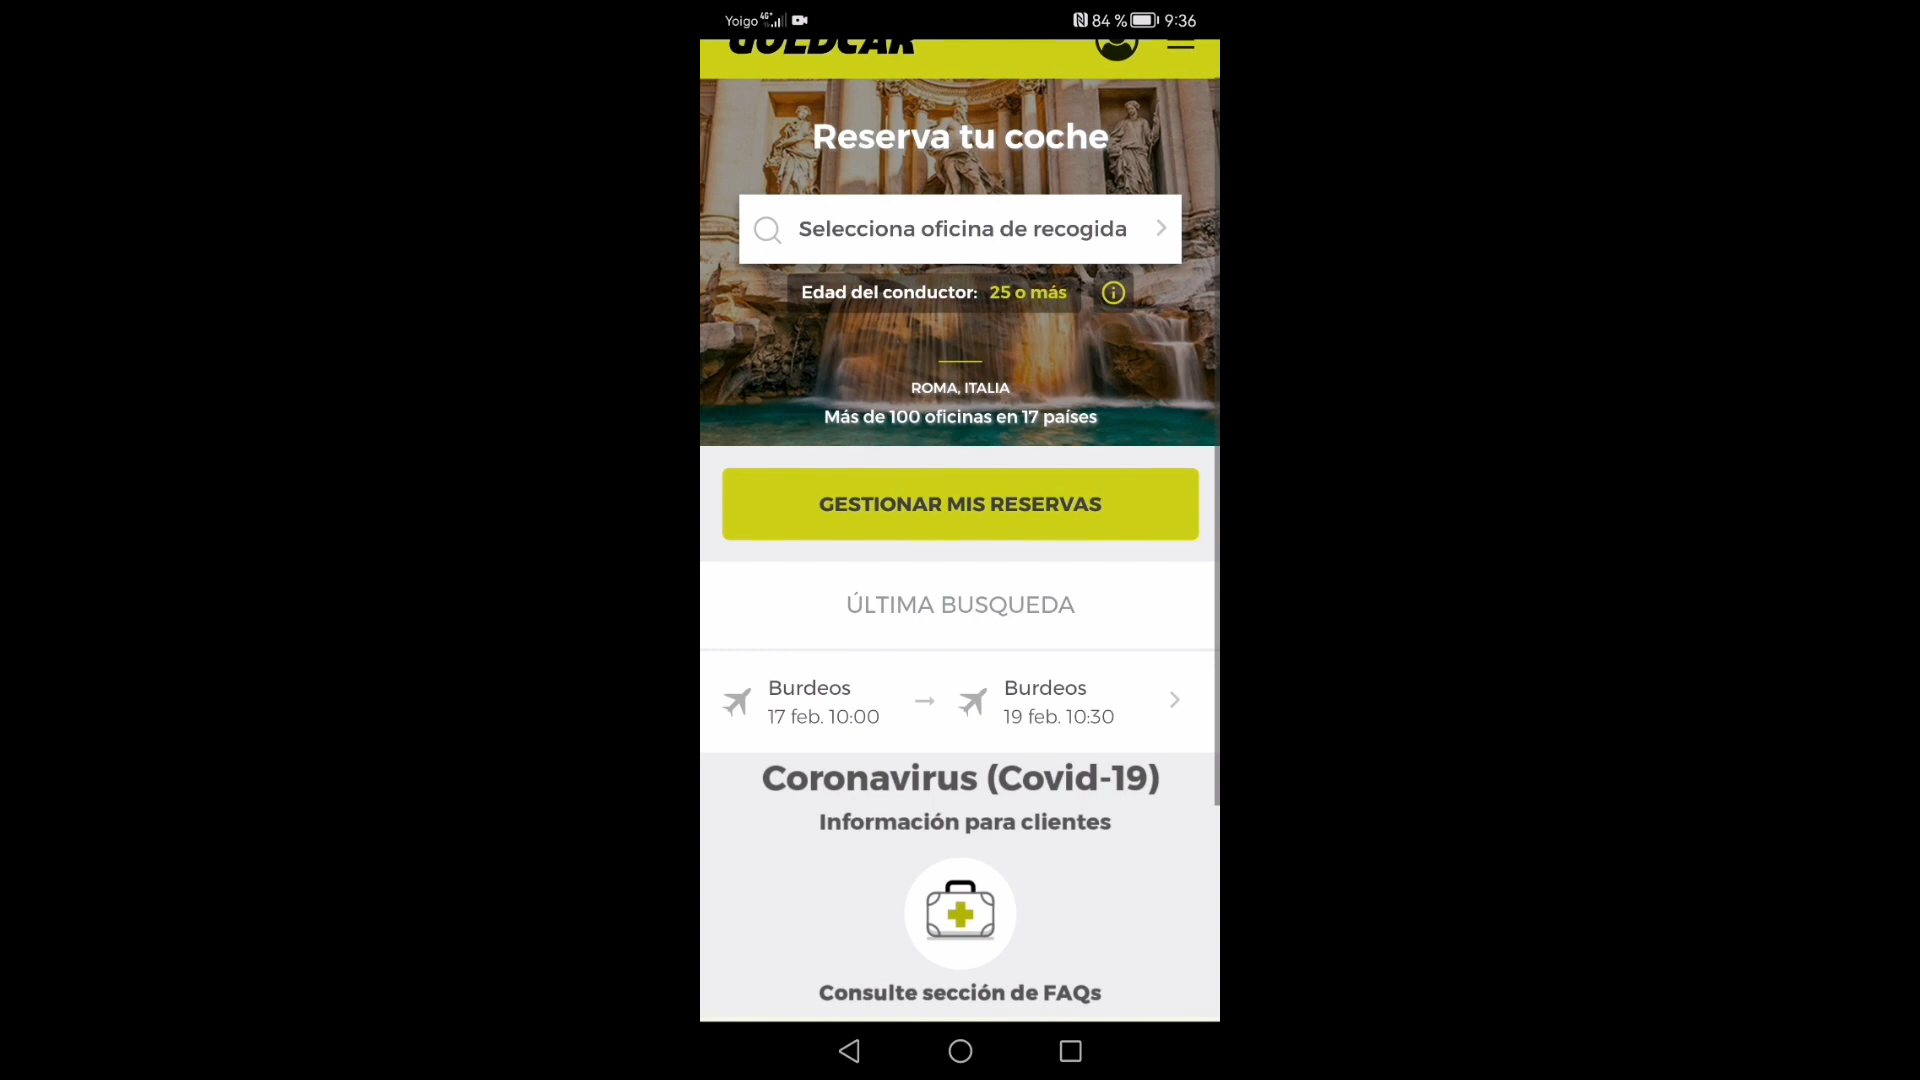 Yoigo 4G+ 84 % 9:36
GOLDCAR
Reserva tu coche
Selecciona oficina de recogida
Edad del conductor: 25 o más
ROMA, ITALIA
Más de 100 oficinas en 17 países
GESTIONAR MIS RESERVAS
ÚLTIMA BUSQUEDA
Burdeos → Burdeos
17 feb. 10:00 19 feb. 10:30
Coronavirus (Covid-19)
Información para clientes
Consulte sección de FAQs